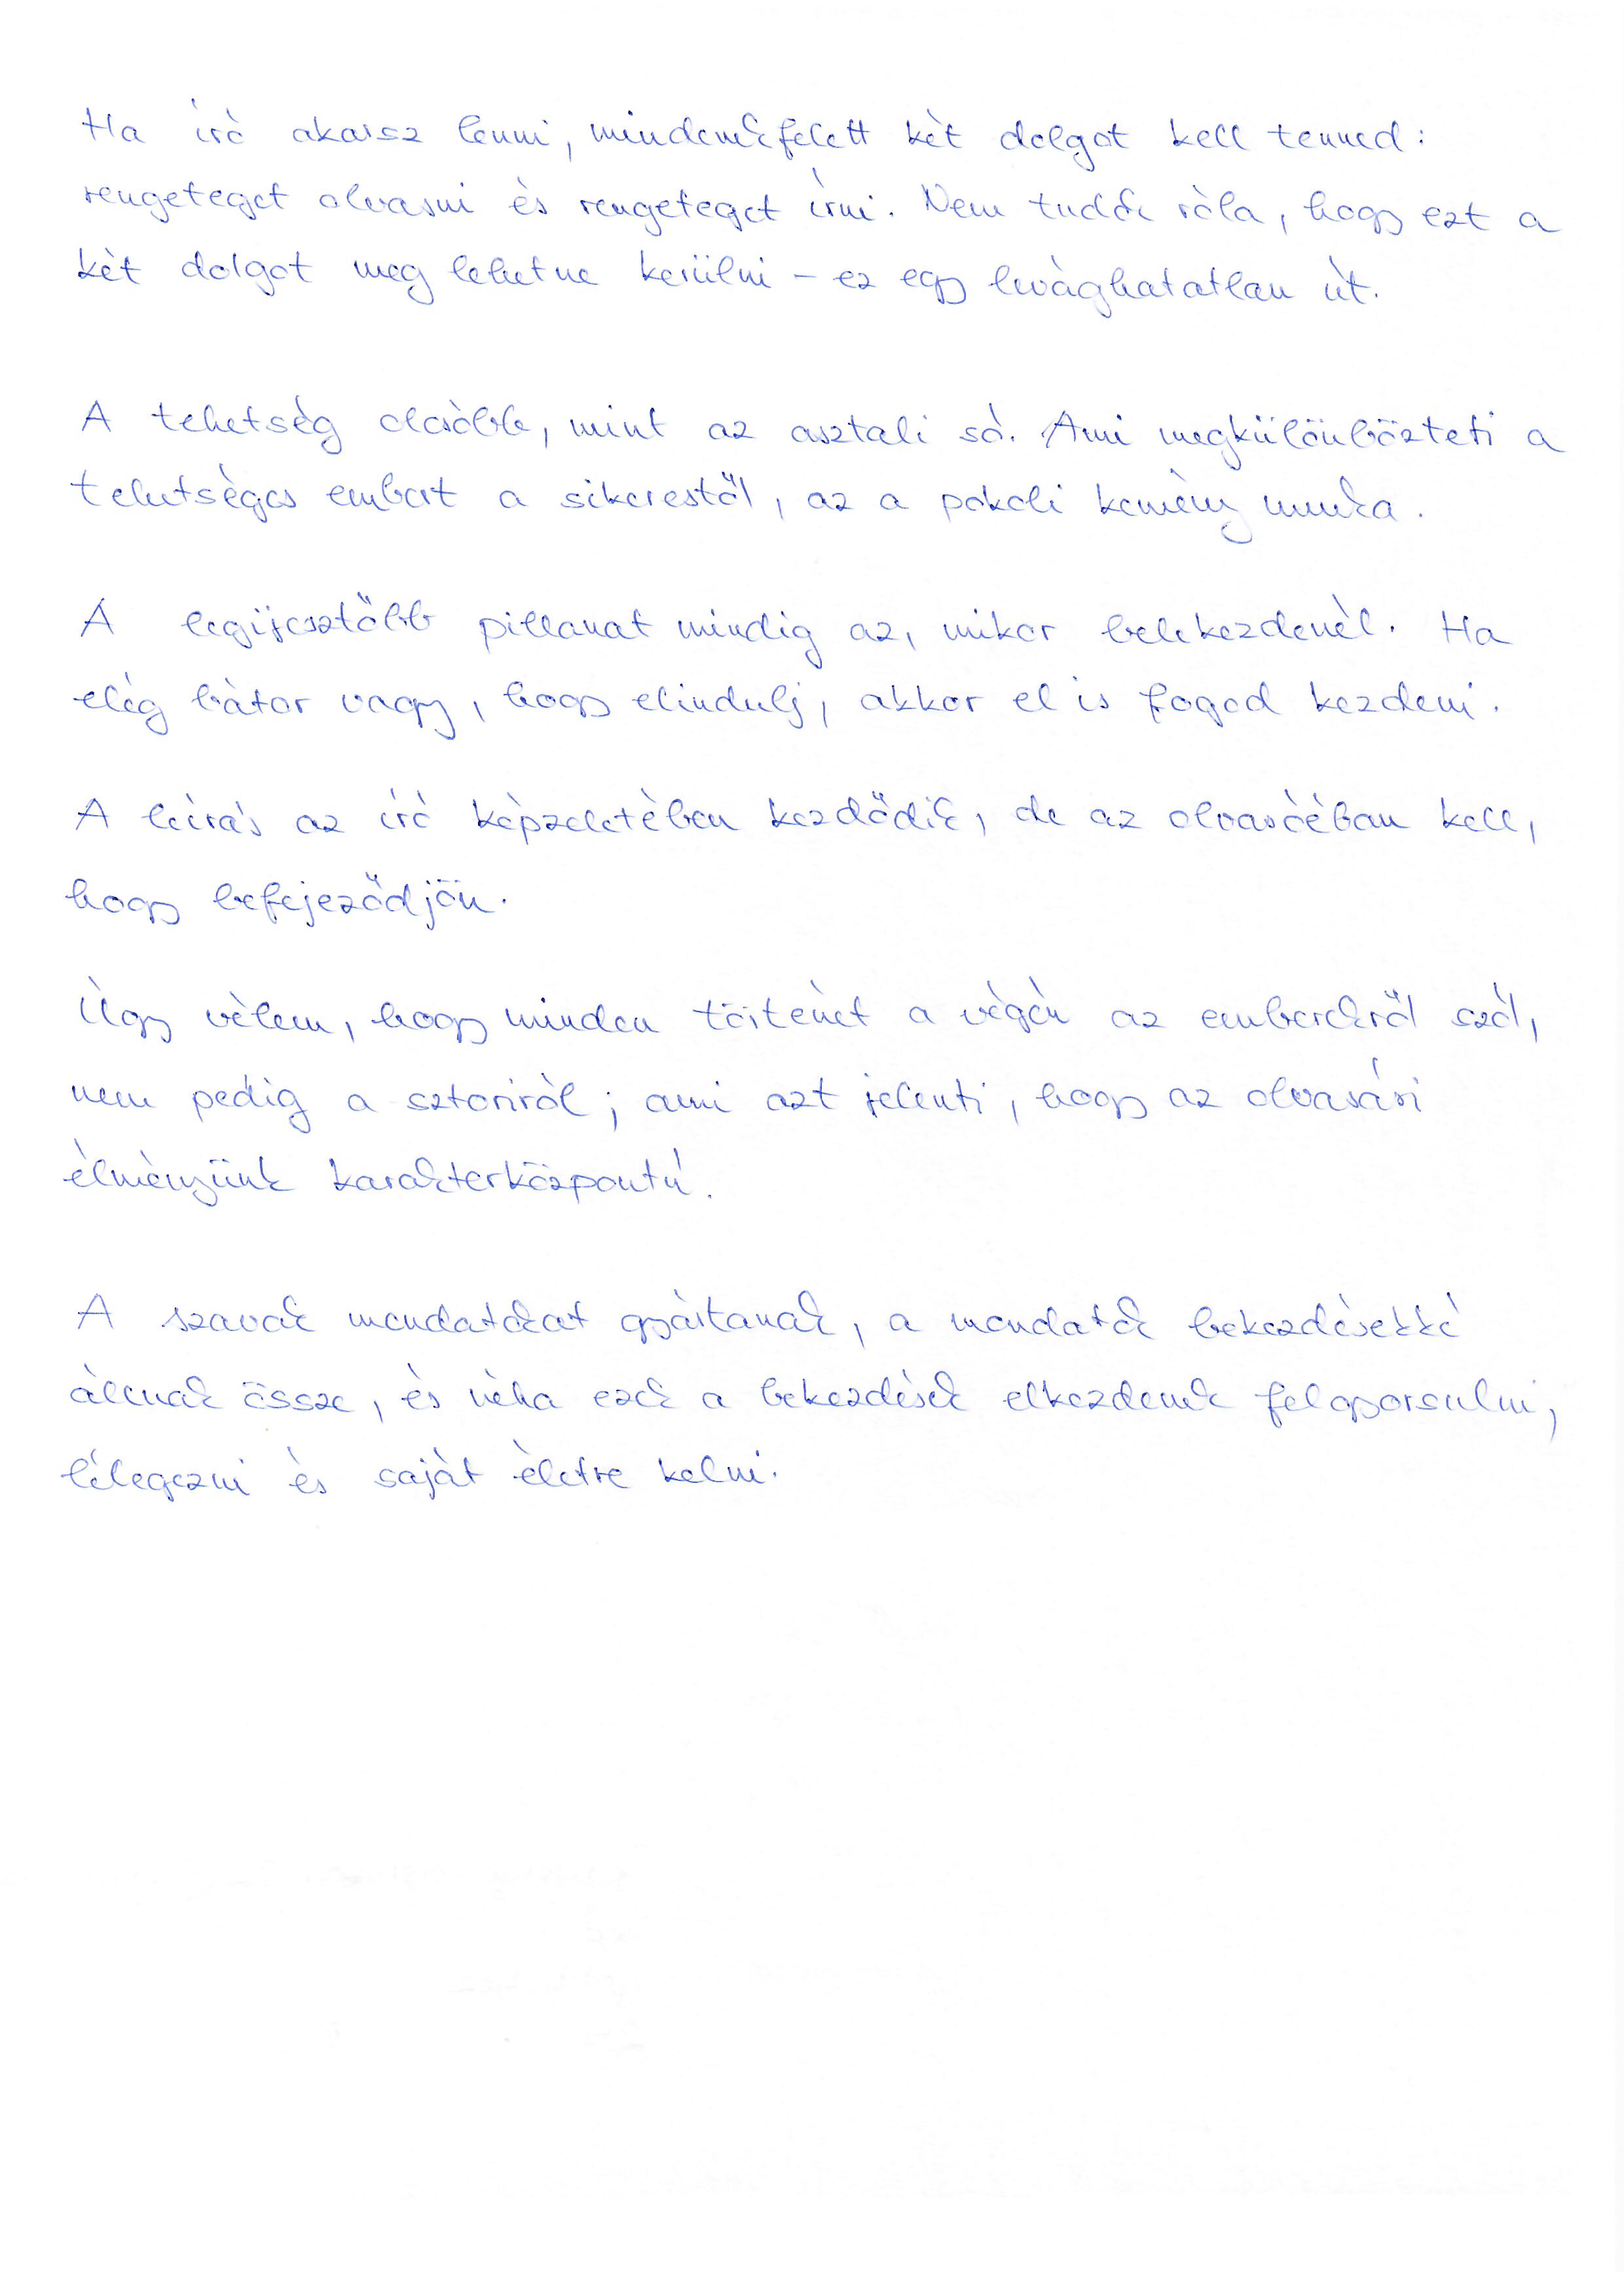 Ha író akarsz lenni, mindenekfelett két dolgot kell tenned:
rengeteget olvasni és rengeteget írni. Nem tudok róla, hogy ezt a
két dolgot meg lehetne kerülni – ez egy levághatatlan út.
A tehetség olcsóbb, mint az asztali só. Ami megkülönbözteti a
tehetséges embert a sikerestől, az a pokoli kemény munka.
A legijesztőbb pillanat mindig az, mikor belekezdenél. Ha
elég bátor vagy, hogy elindulj, akkor el is fogod kezdeni.
A leírás az író képzeletében kezdődik, de az olvasóéban kell,
hogy befejeződjön.
Úgy vélem, hogy minden történet a végén az emberekről szól,
nem pedig a sztoriról; ami azt jelenti, hogy az olvasási
élményünk karakterközpontú.
A szavak mondatokat gyártanak, a mondatok bekezdésekké
állnak össze, és néha ezek a bekezdések elkezdenek felgyorsulni,
lélegezni és saját életre kelni.